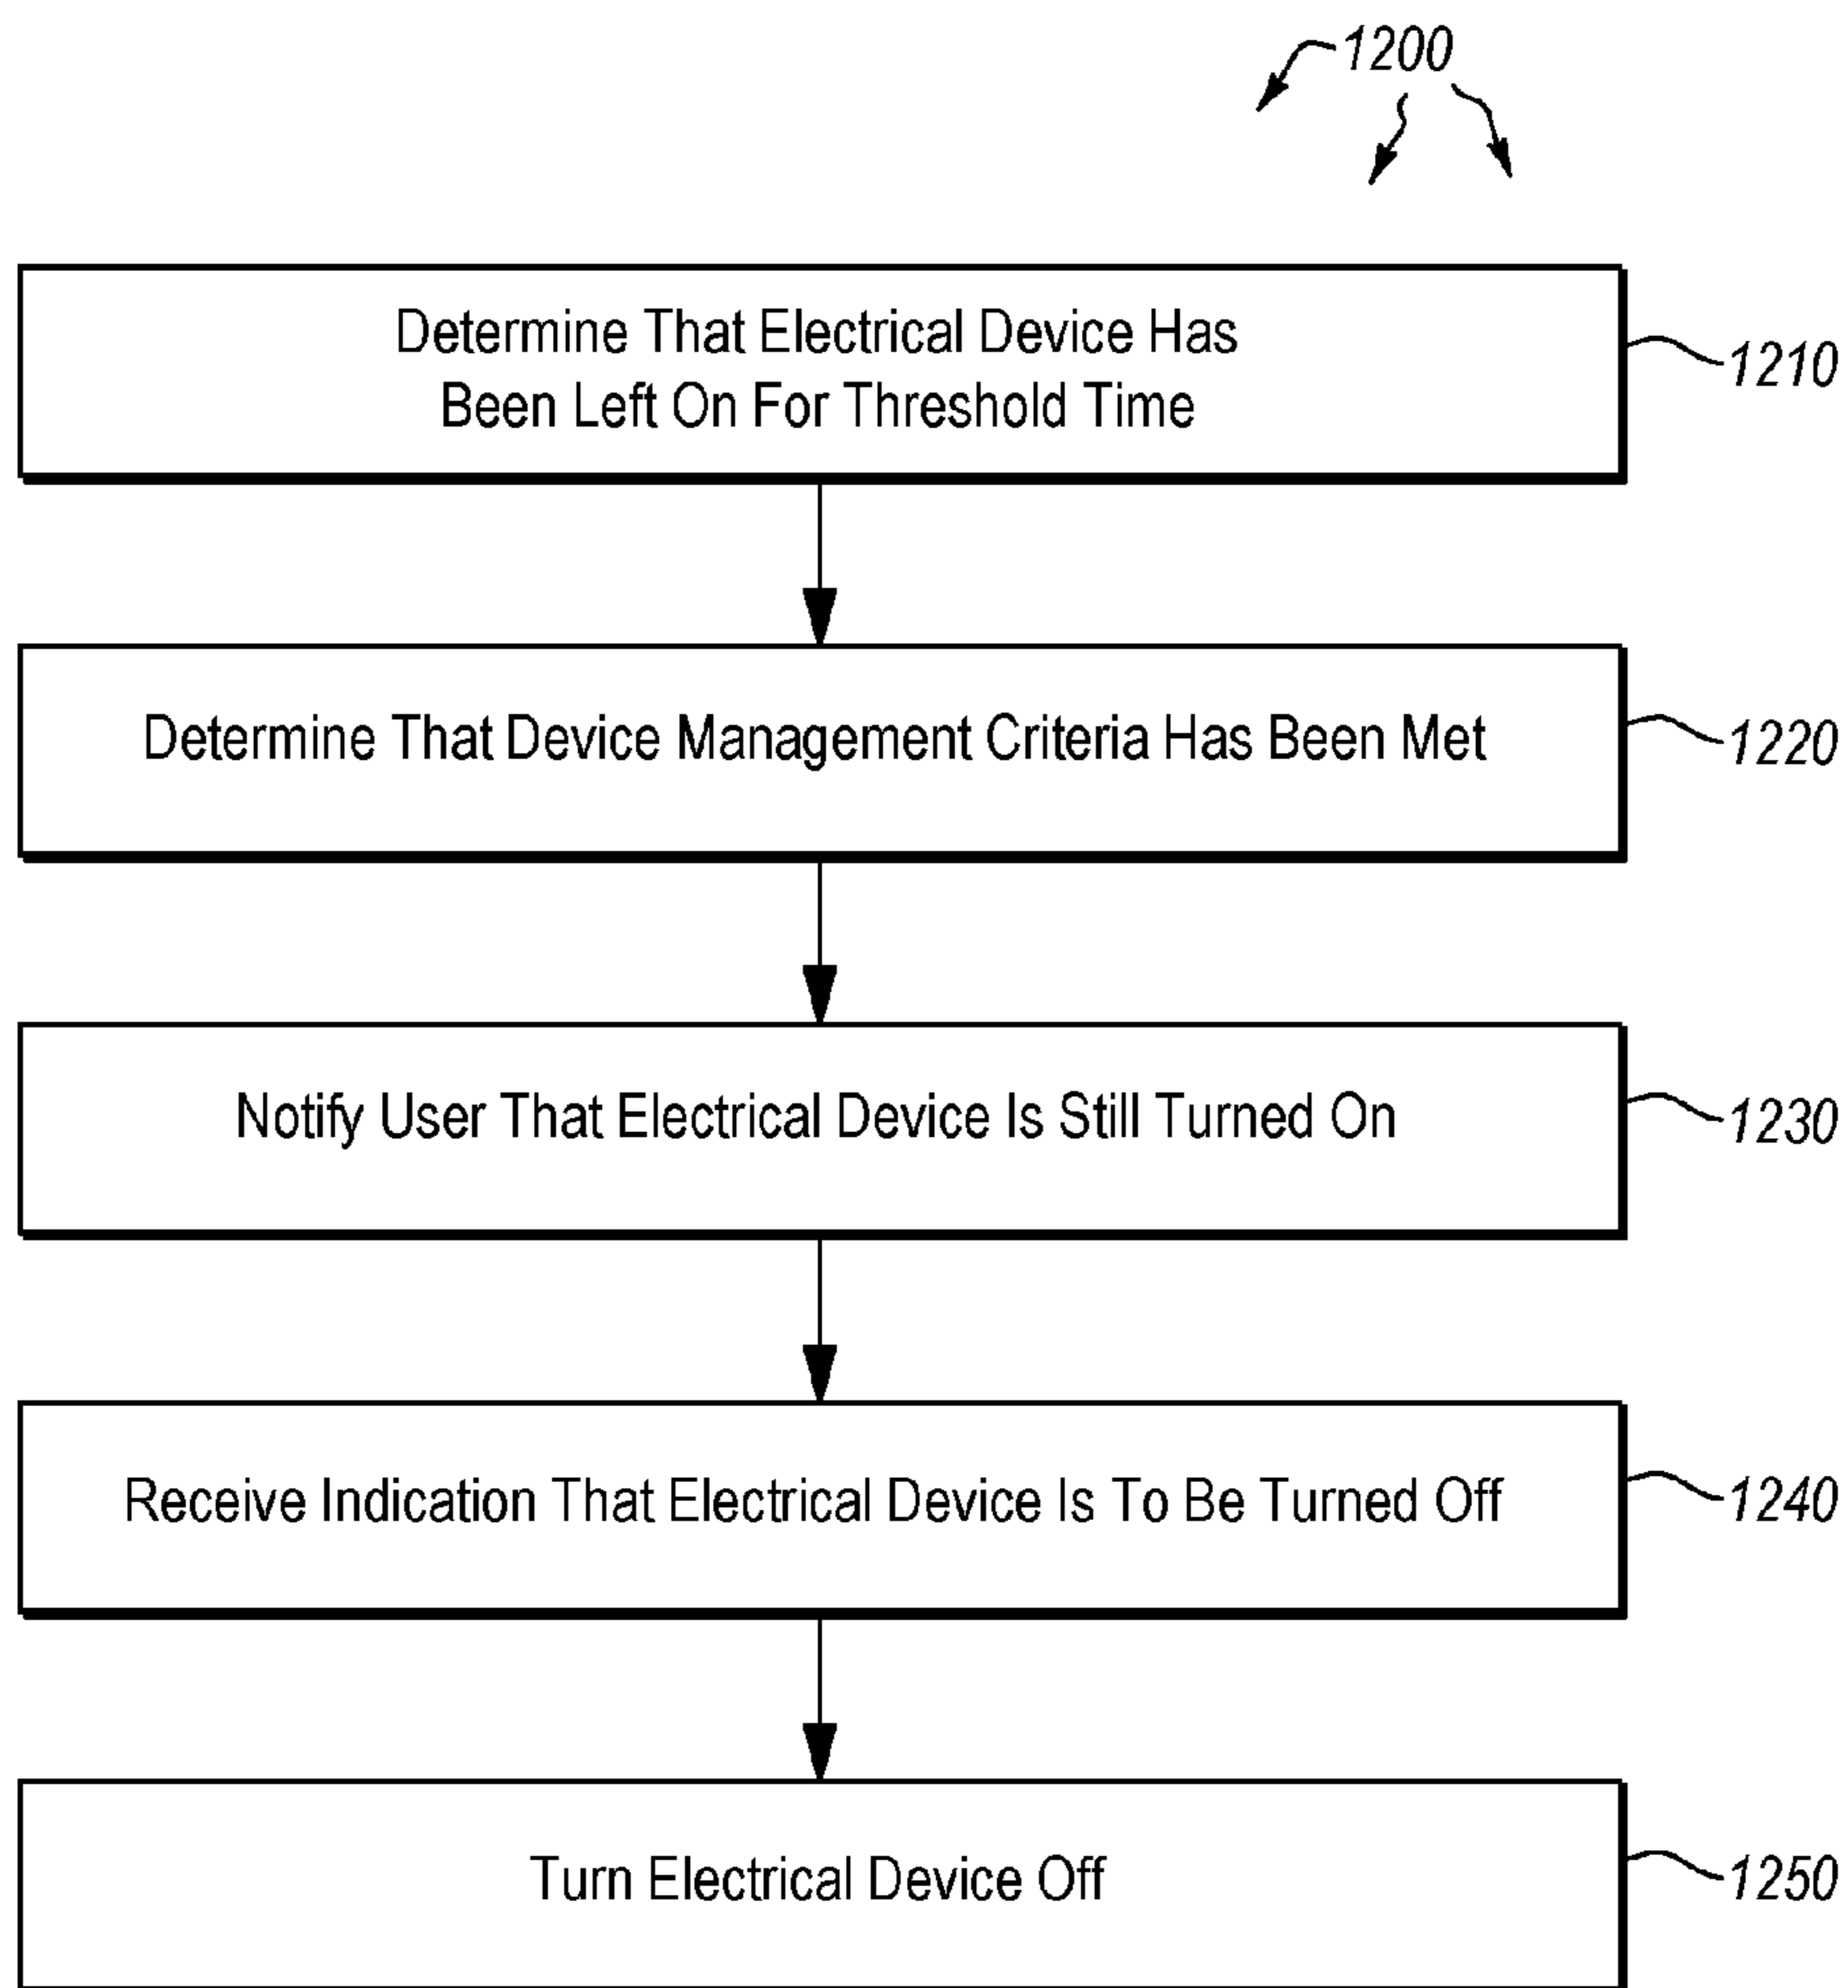 1200
Determine That Electrical Device Has
Been Left On For Threshold Time
1210
Determine That Device Management Criteria Has Been Met
1220
Notify User That Electrical Device Is Still Turned On
1230
Receive Indication That Electrical Device Is To Be Turned Off
1240
Turn Electrical Device Off
1250